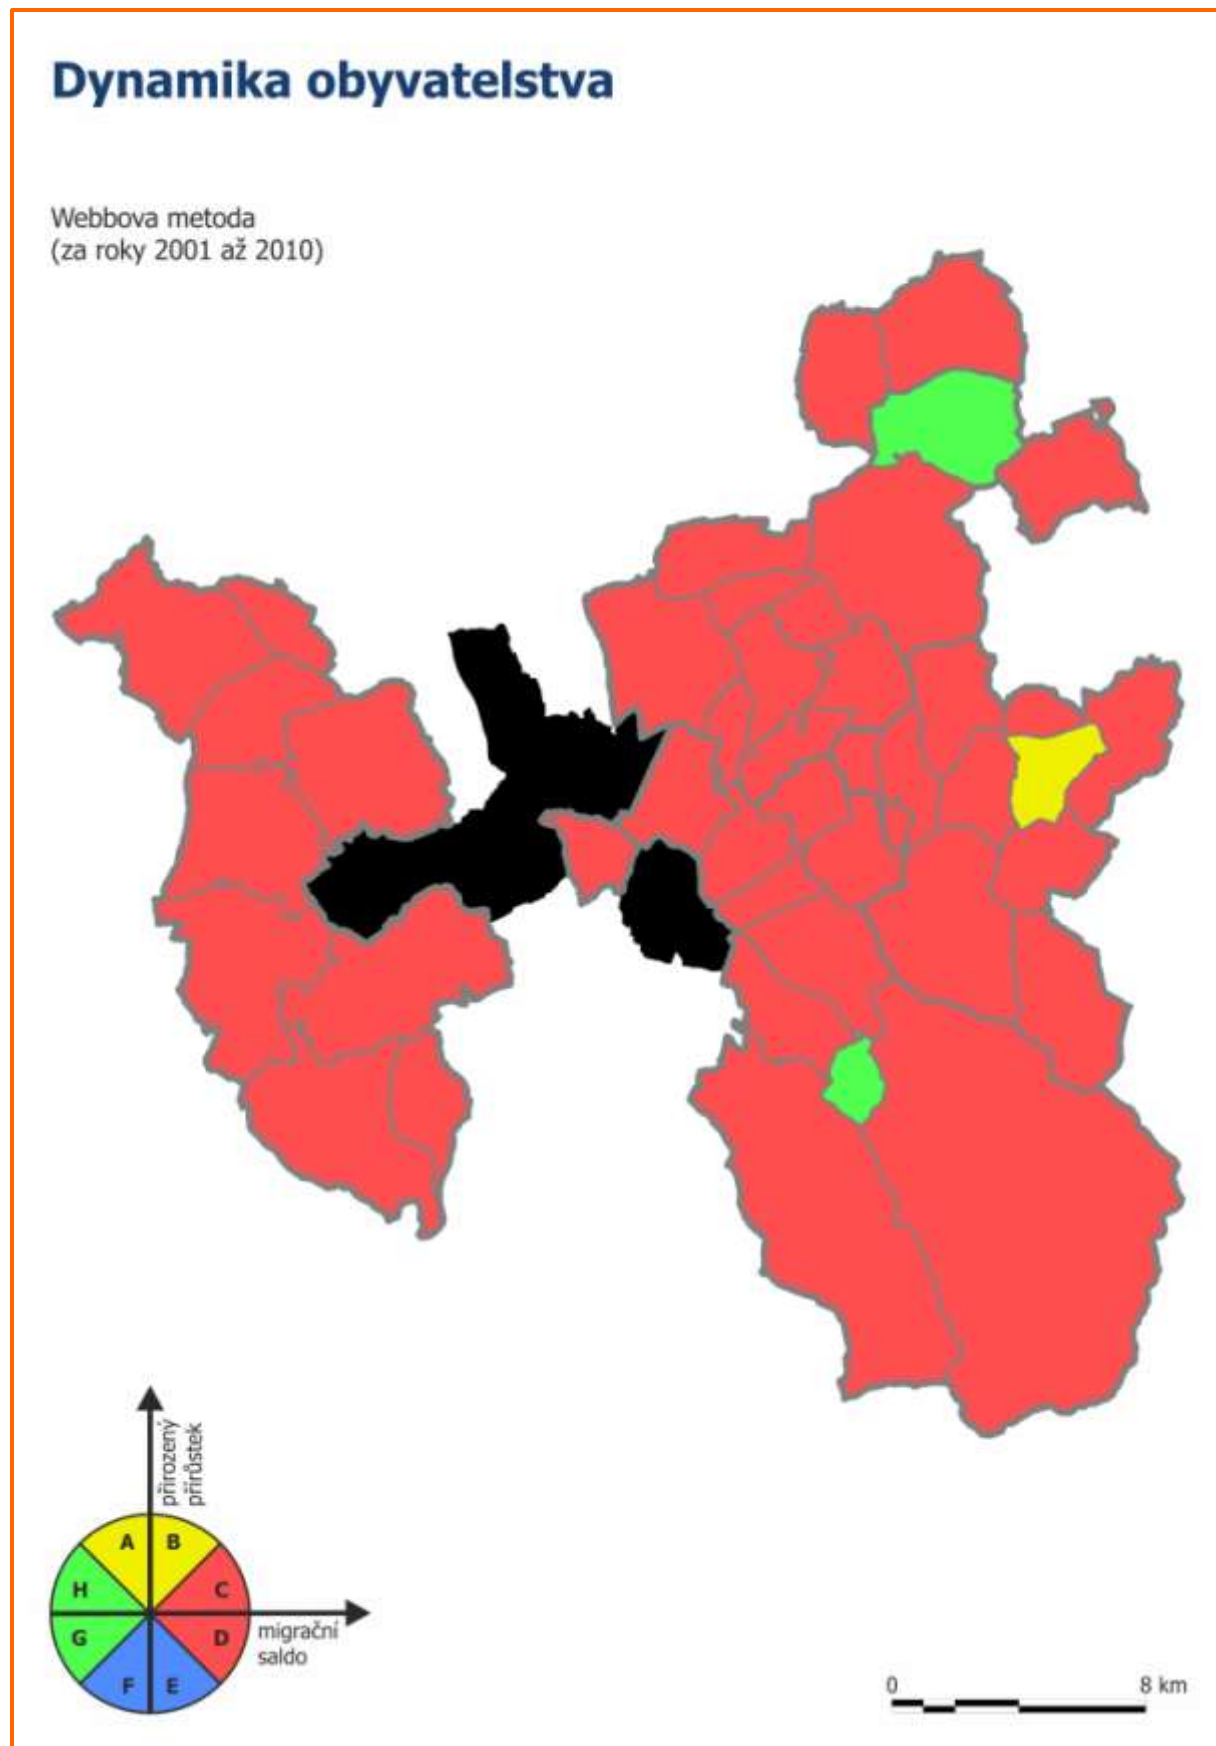 Dynamika obyvatelstva
Webbova metoda
(za roky 2001 až 2010)
přirozený
přírůstek
A
B
H
C
G
D
F
E
migrační
saldo
0
8 km